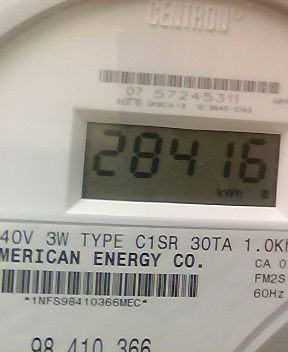 CENTRON®
07 57245311
28416
kWh
40V 3W TYPE C1SR 30TA 1.0K
MERICAN ENERGY CO.
CA 0
FM2S
*1NFS98410366MEC*
60Hz
98 410 366